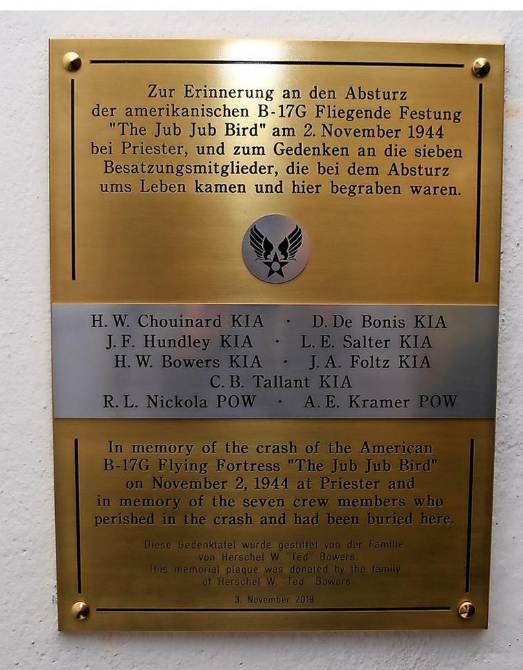 Zur Erinnerung an den Absturz
der amerikanischen B-17G Fliegende Festung
"The Jub Jub Bird" am 2. November 1944
bei Priester, und zum Gedenken an die sieben
Besatzungsmitglieder, die bei dem Absturz
ums Leben kamen und hier begraben waren.
H. W. Chouinard KIA · D. De Bonis KIA
J. F. Hundley KIA · L. E. Salter KIA
H. W. Bowers KIA · J. A. Foltz KIA
C. B. Tallant KIA
R. L. Nickola POW · A. E. Kramer POW
In memory of the crash of the American
B-17G Flying Fortress "The Jub Jub Bird"
on November 2, 1944 at Priester and
in memory of the seven crew members who
perished in the crash and had been buried here.
Diese Gedenktafel wurde gestiftet von der Familie
von Herschel W. "Ted" Bowers.
This memorial plaque was donated by the family
of Herschel W. "Ted" Bowers.
3. November 2019